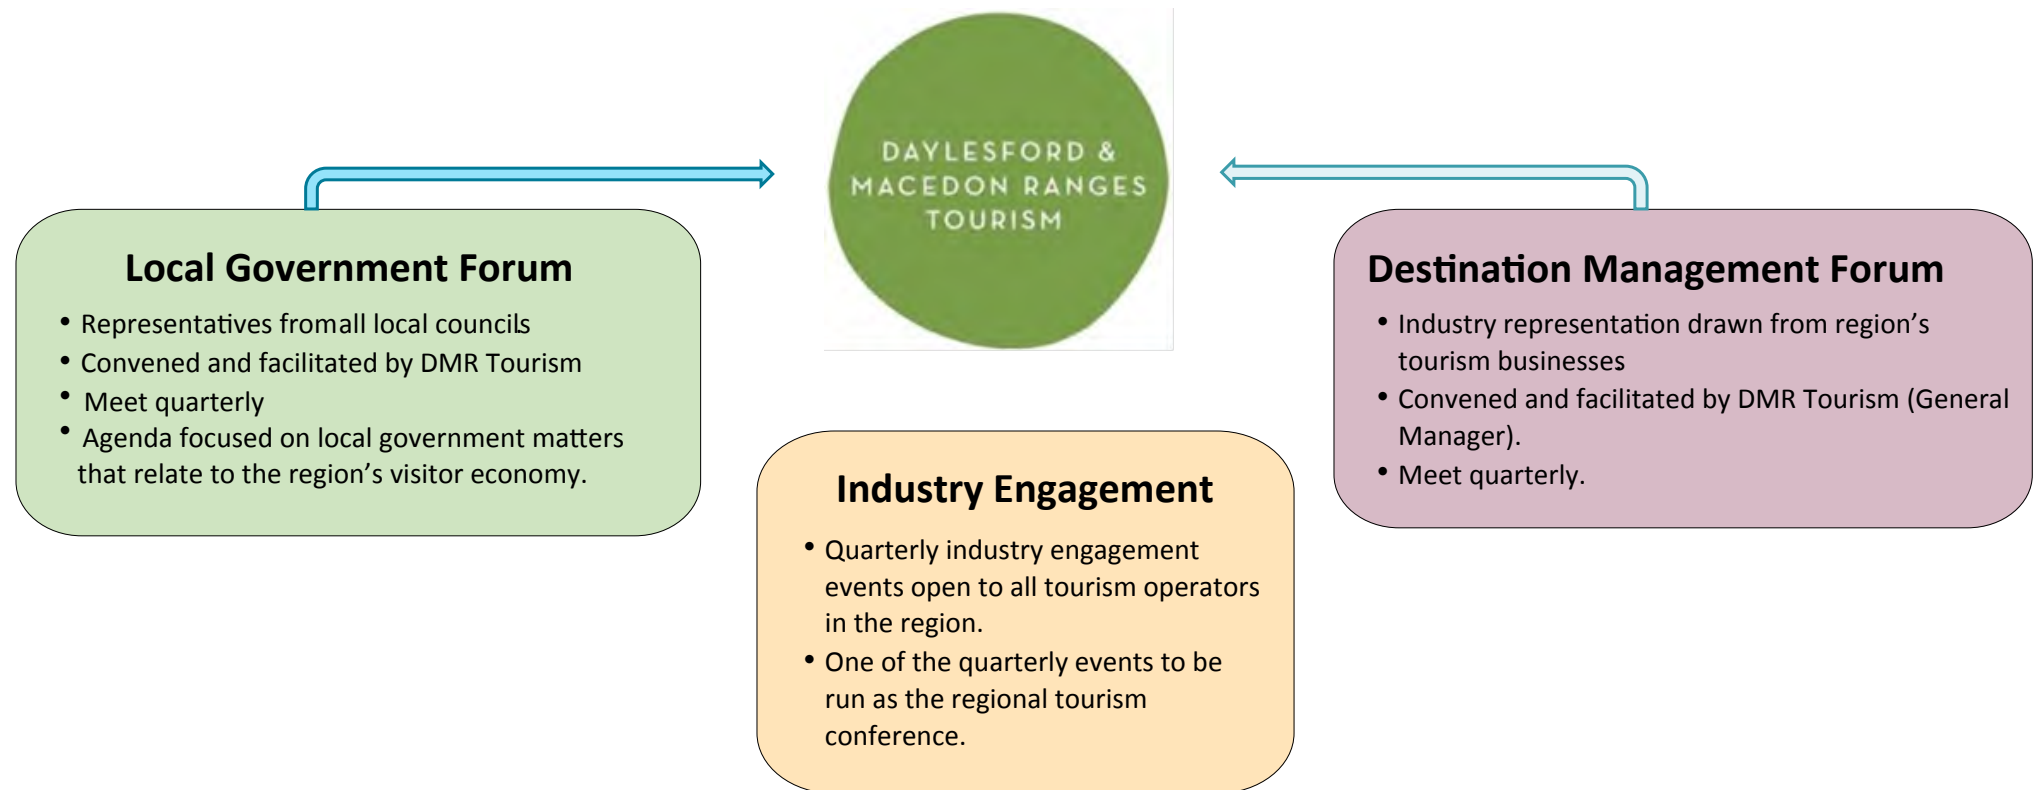 DAYLESFORD &
MACEDON RANGES
TOURISM
Local Government Forum
• Representatives fromall local councils
• Convened and facilitated by DMR Tourism
• Meet quarterly
• Agenda focused on local government matters
that relate to the region’s visitor economy.
Industry Engagement
• Quarterly industry engagement
events open to all tourism operators
in the region.
• One of the quarterly events to be
run as the regional tourism
conference.
Destination Management Forum
• Industry representation drawn from region’s
tourism businesses
• Convened and facilitated by DMR Tourism (General
Manager).
• Meet quarterly.